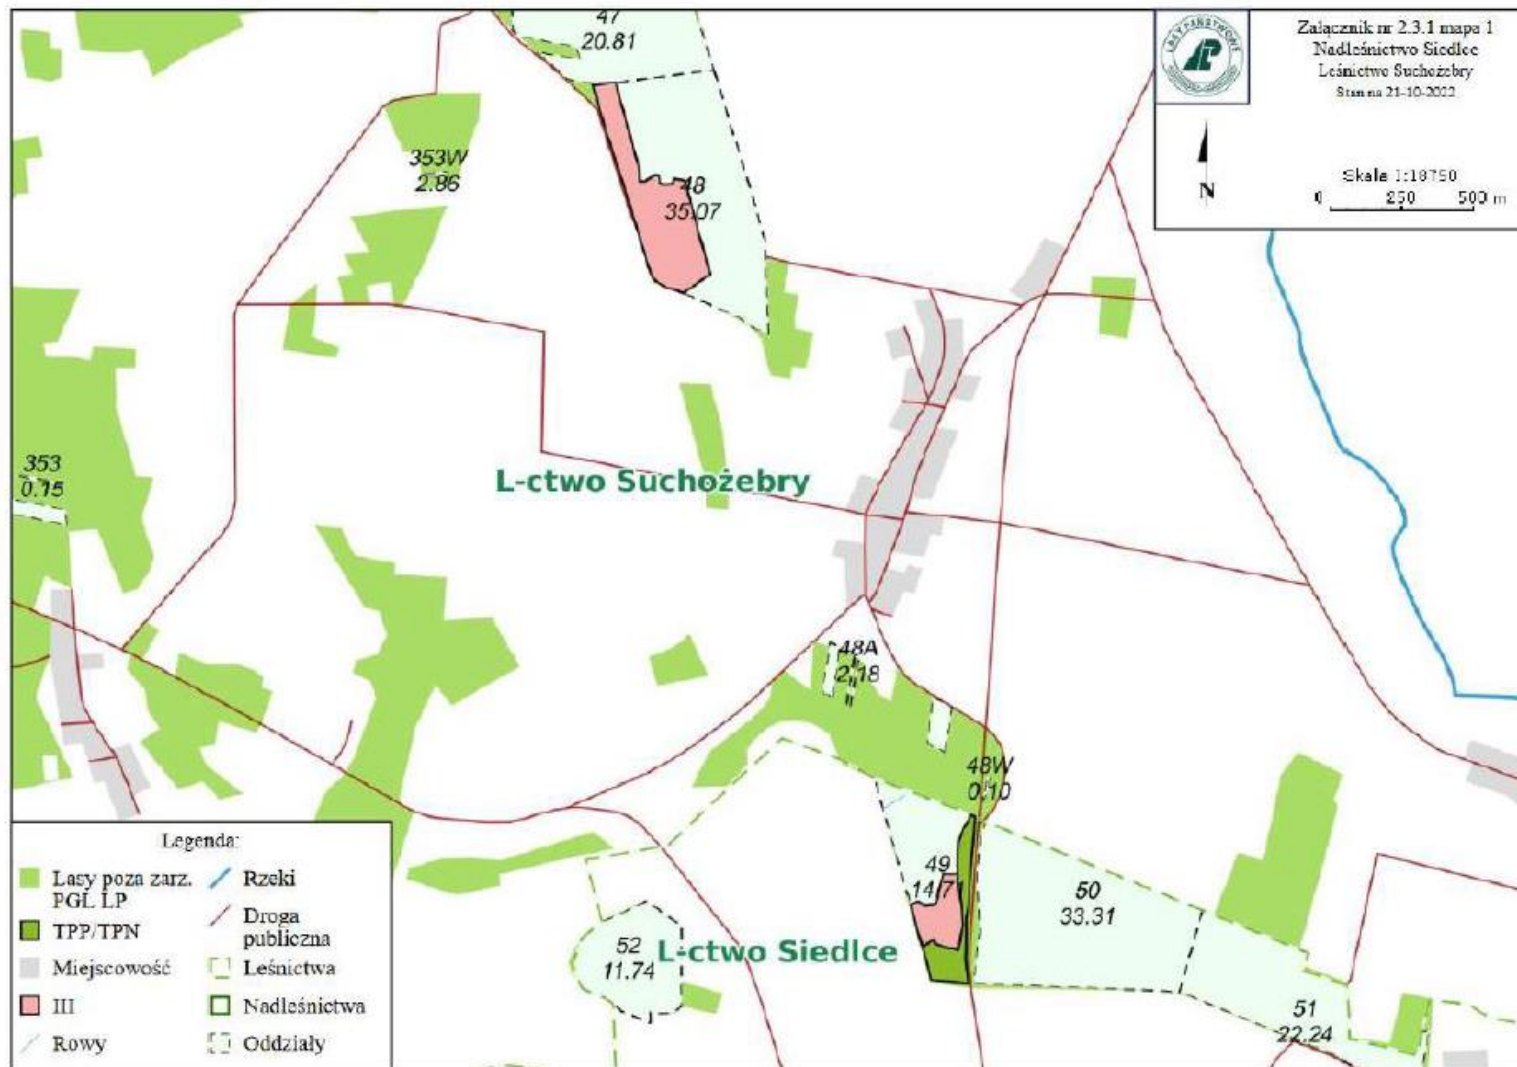 47
20.81
Załącznik nr 2.3.1 mapa 1
Nadleśnictwo Siedlce
Leśnictwo Suchożebry
Stan na 21-10-2022
LASY PAŃSTWOWE
N
Skala 1:18750
0 250 500 m
353W
2.86
48
35.07
353
0.15
L-ctwo Suchożebry
48A
2.18
48W
0.10
49
14.71
50
33.31
52
11.74
L-ctwo Siedlce
51
22.24
Legenda:
Lasy poza zarz.
PGL LP
TPP/TPN
Miejscowość
III
Rowy
Rzeki
Droga
publiczna
Leśnictwa
Nadleśnictwa
Oddziały